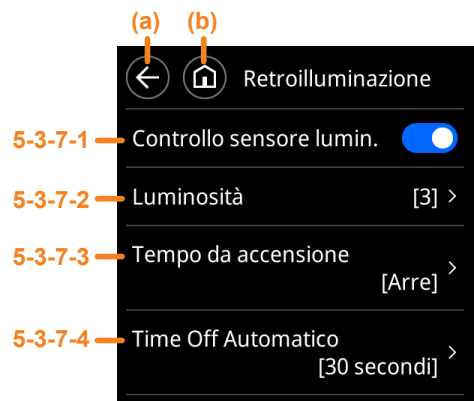 (a) (b)
Retroilluminazione
5-3-7-1 Controllo sensore lumin.
5-3-7-2 Luminosità [3] >
5-3-7-3 Tempo da accensione
[Arre] >
5-3-7-4 Time Off Automatico
[30 secondi] >